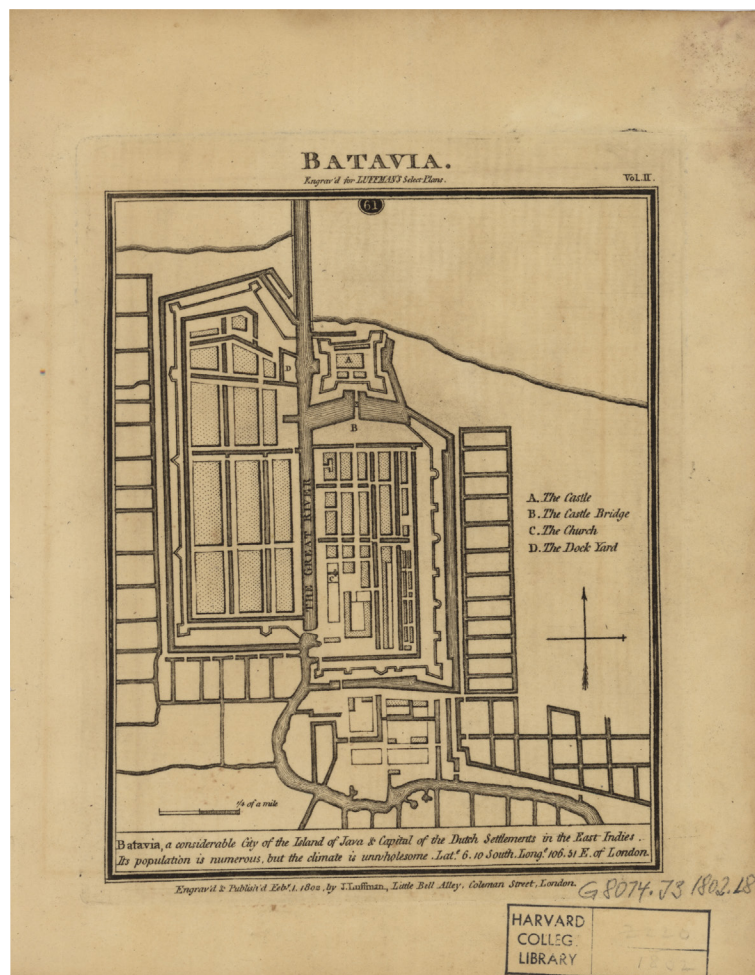 BATAVIA.
Engrav'd for LUFFMAN'S Select Plans.
Vol. II.
61
A
D
B
THE GREAT RIVER
C
A. The Castle
B. The Castle Bridge
C. The Church
D. The Dock Yard
1/4 of a mile
Batavia, a considerable City of the Island of Java & Capital of the Dutch Settlements in the East Indies.
Its population is numerous, but the climate is unwholesome. Lat.e 6.10 South. Long.e 106.51 E. of London.
Engrav'd & Publish'd Feb.y 1. 1802, by J. Luffman, Little Bell Alley, Coleman Street, London.
G8074.J3 1802.L8
HARVARD
COLLEG
LIBRARY